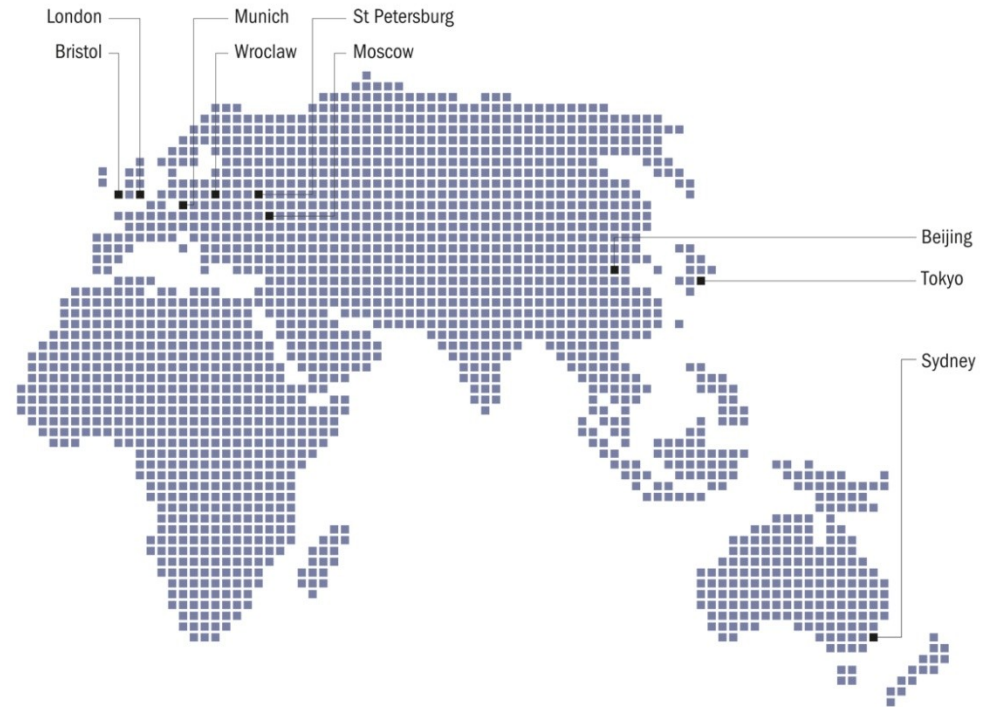 London
Munich
St Petersburg
Bristol
Wroclaw
Moscow
Beijing
Tokyo
Sydney